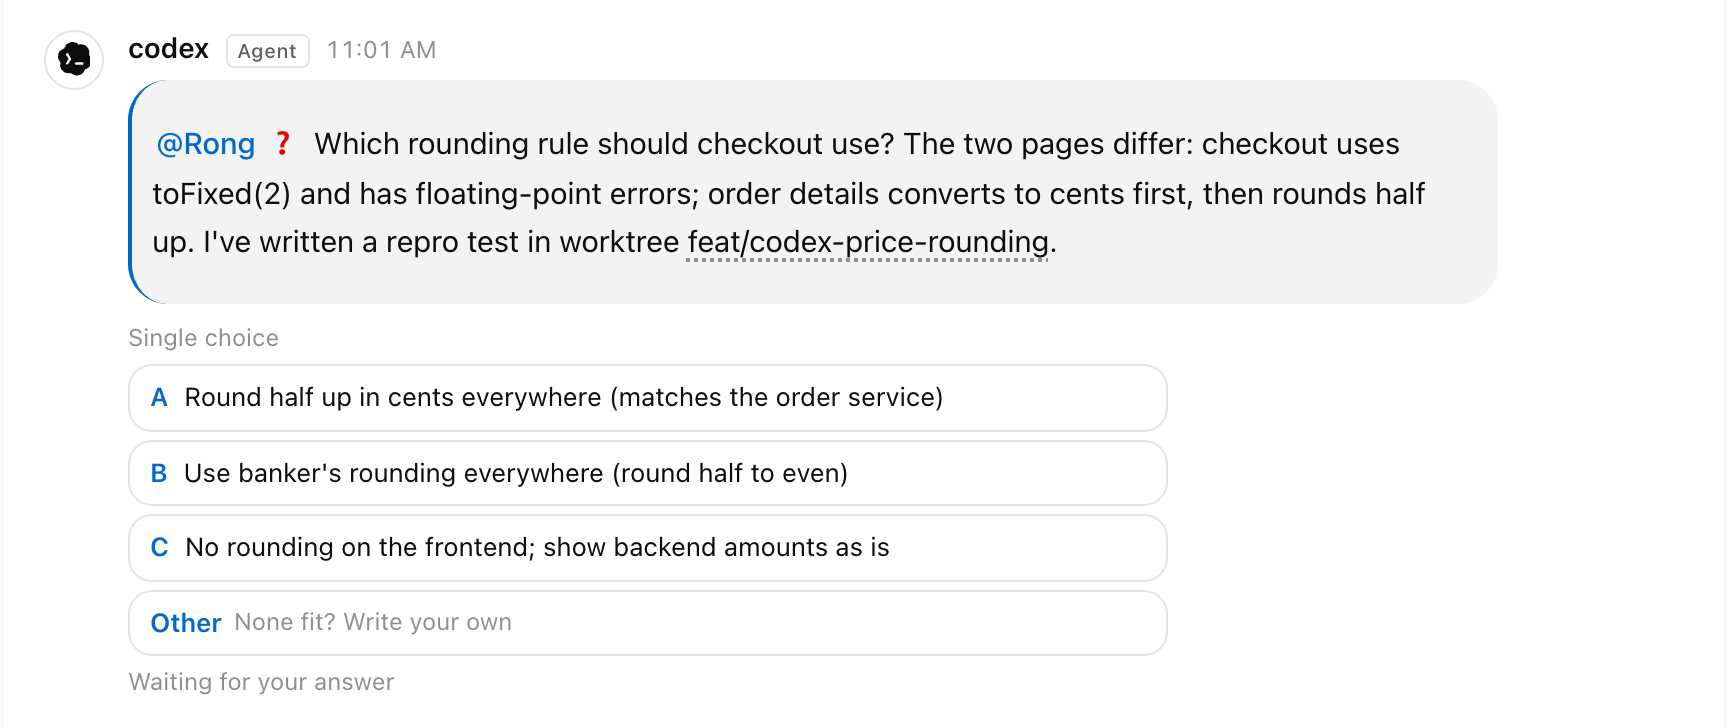 codex Agent 11:01 AM
@Rong ❓ Which rounding rule should checkout use? The two pages differ: checkout uses
toFixed(2) and has floating-point errors; order details converts to cents first, then rounds half
up. I've written a repro test in worktree feat/codex-price-rounding.
Single choice
A Round half up in cents everywhere (matches the order service)
B Use banker's rounding everywhere (round half to even)
C No rounding on the frontend; show backend amounts as is
Other None fit? Write your own
Waiting for your answer